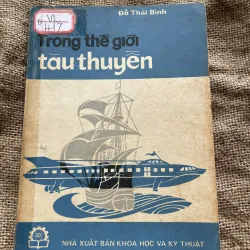 Đỗ Thái Bình
Trong thế giới
tàu thuyền
NHÀ XUẤT BẢN KHOA HỌC VÀ KỸ THUẬT